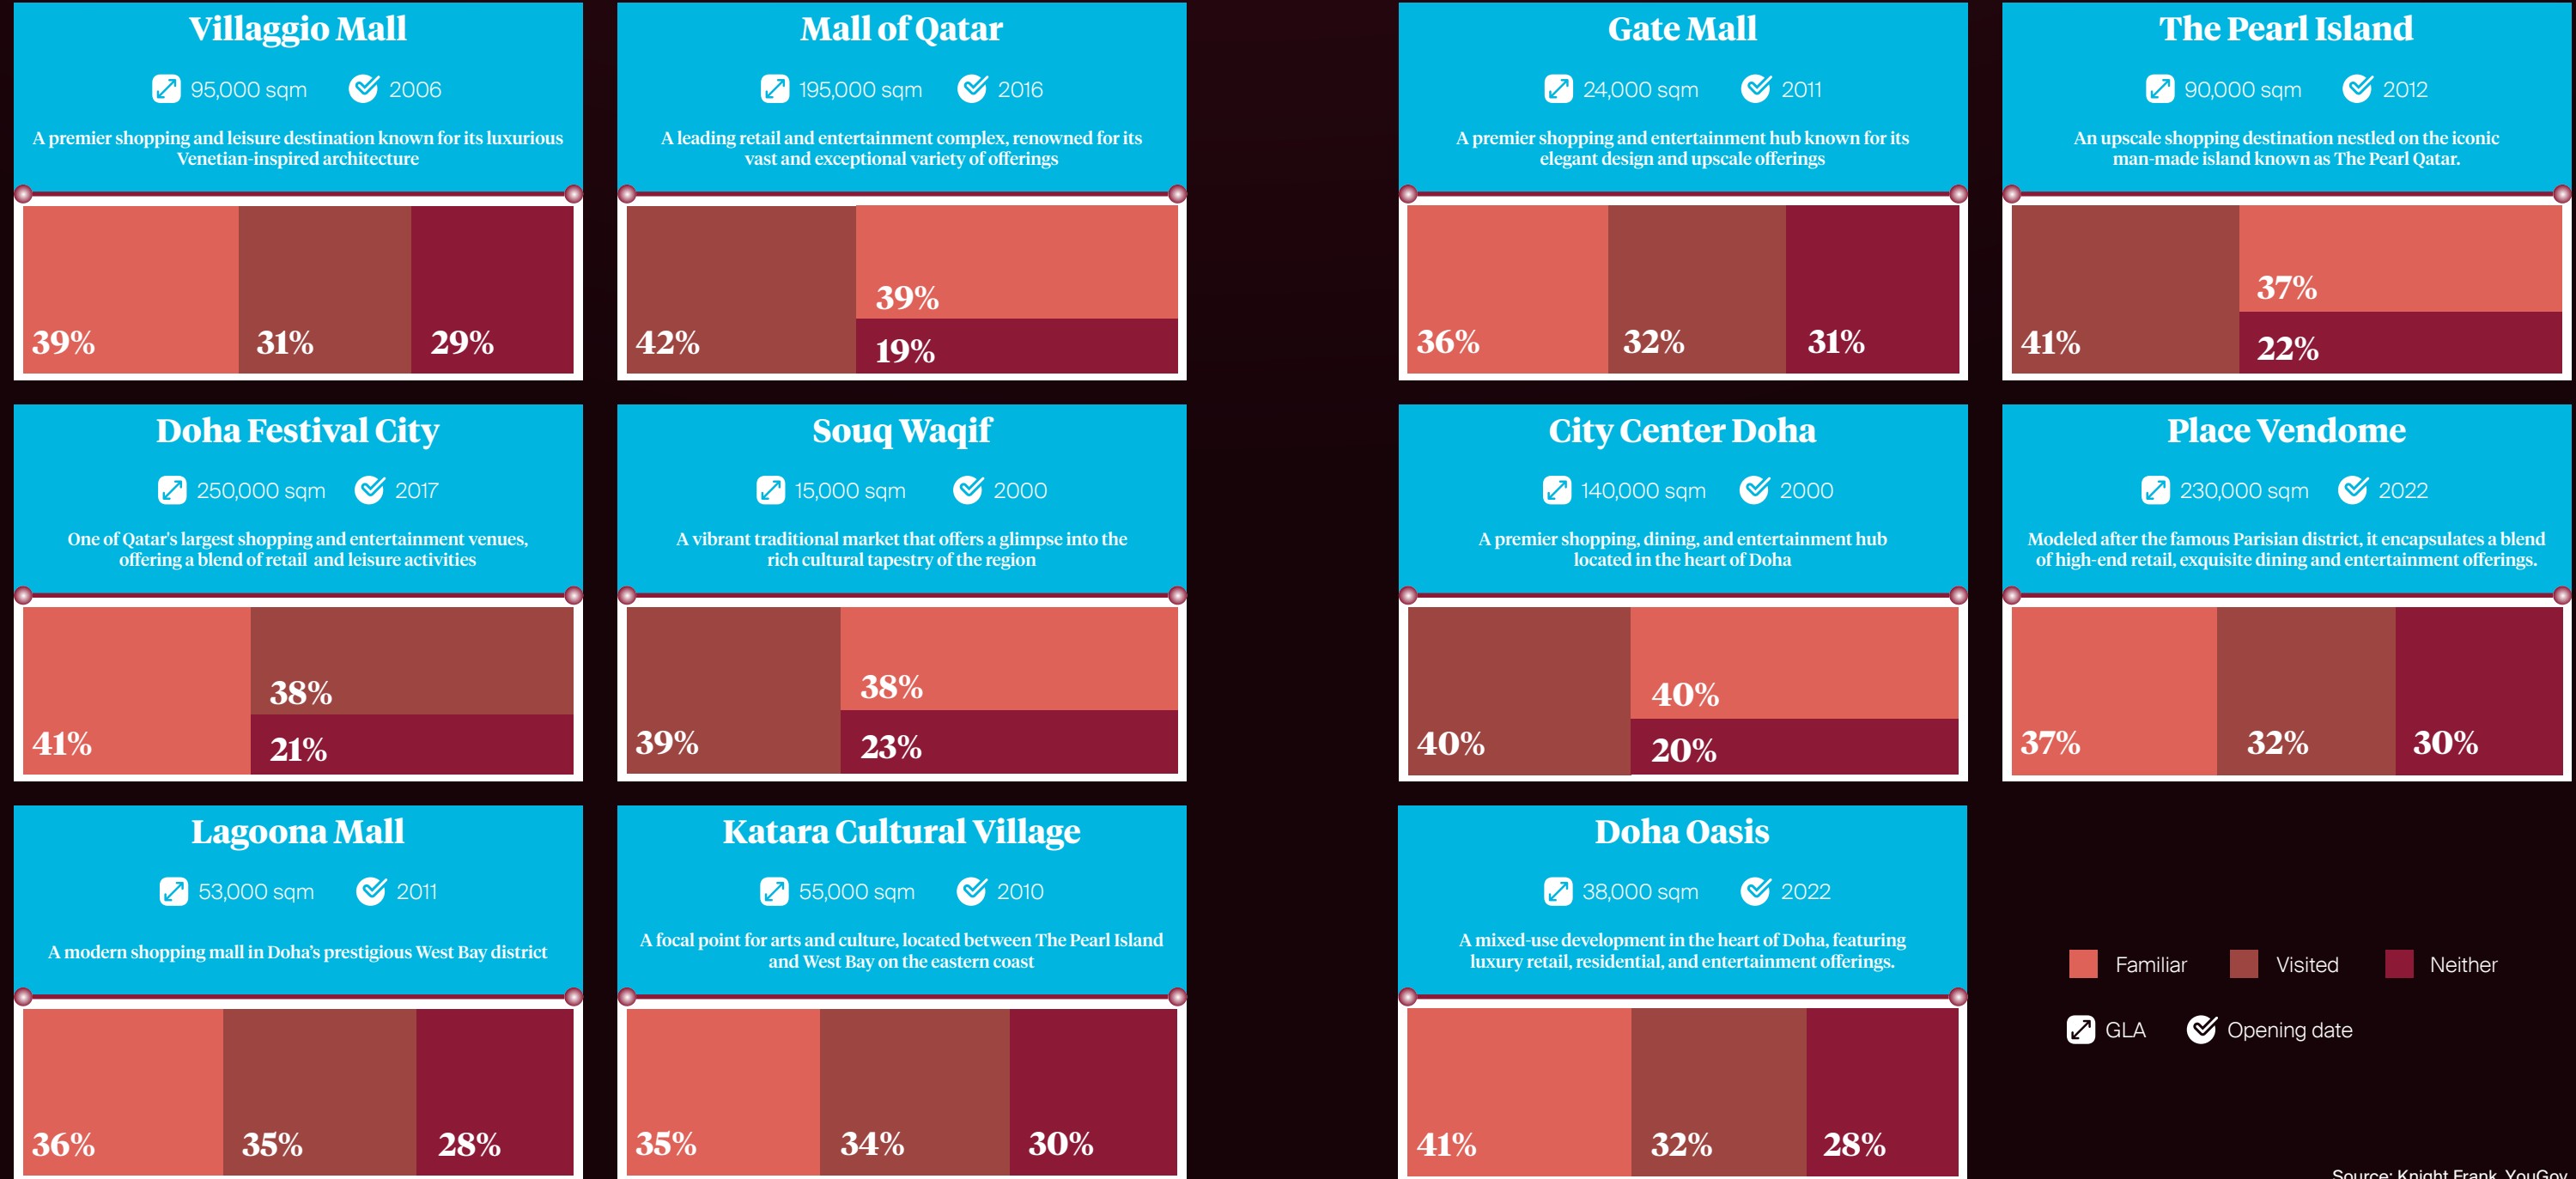 Villaggio Mall
95,000 sqm 2006
A premier shopping and leisure destination known for its luxurious
Venetian-inspired architecture
39% 31% 29%
Mall of Qatar
195,000 sqm 2016
A leading retail and entertainment complex, renowned for its
vast and exceptional variety of offerings
39%
42% 19%
Gate Mall
24,000 sqm 2011
A premier shopping and entertainment hub known for its
elegant design and upscale offerings
36% 32% 31%
The Pearl Island
90,000 sqm 2012
An upscale shopping destination nestled on the iconic
man-made island known as The Pearl Qatar.
37%
41% 22%
Doha Festival City
250,000 sqm 2017
One of Qatar's largest shopping and entertainment venues,
offering a blend of retail and leisure activities
38%
41% 21%
Souq Waqif
15,000 sqm 2000
A vibrant traditional market that offers a glimpse into the
rich cultural tapestry of the region
38%
39% 23%
City Center Doha
140,000 sqm 2000
A premier shopping, dining, and entertainment hub
located in the heart of Doha
40%
40% 20%
Place Vendome
230,000 sqm 2022
Modeled after the famous Parisian district, it encapsulates a blend
of high-end retail, exquisite dining and entertainment offerings.
37% 32% 30%
Lagoona Mall
53,000 sqm 2011
A modern shopping mall in Doha’s prestigious West Bay district
36% 35% 28%
Katara Cultural Village
55,000 sqm 2010
A focal point for arts and culture, located between The Pearl Island
and West Bay on the eastern coast
35% 34% 30%
Doha Oasis
38,000 sqm 2022
A mixed-use development in the heart of Doha, featuring
luxury retail, residential, and entertainment offerings.
41% 32% 28%
Familiar Visited Neither
GLA Opening date
Source: Knight Frank, YouGov